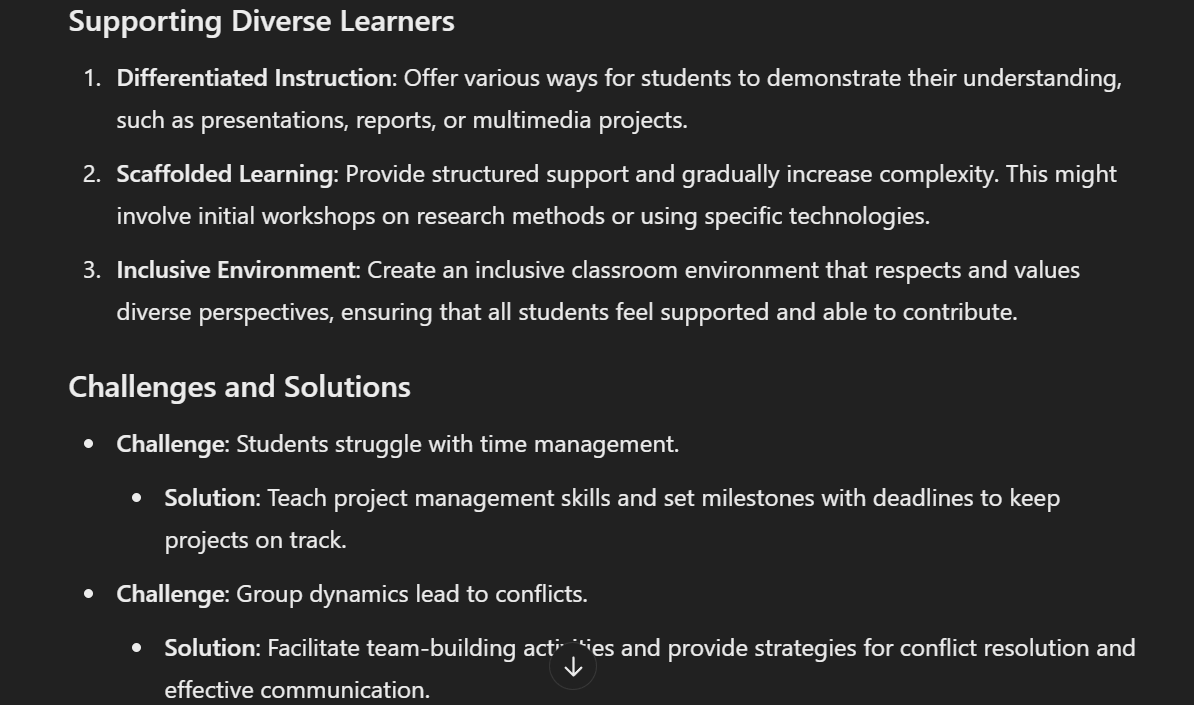 Supporting Diverse Learners
1. Differentiated Instruction: Offer various ways for students to demonstrate their understanding,
such as presentations, reports, or multimedia projects.
2. Scaffolded Learning: Provide structured support and gradually increase complexity. This might
involve initial workshops on research methods or using specific technologies.
3. Inclusive Environment: Create an inclusive classroom environment that respects and values
diverse perspectives, ensuring that all students feel supported and able to contribute.
Challenges and Solutions
• Challenge: Students struggle with time management.
• Solution: Teach project management skills and set milestones with deadlines to keep
projects on track.
• Challenge: Group dynamics lead to conflicts.
• Solution: Facilitate team-building activities and provide strategies for conflict resolution and
effective communication.